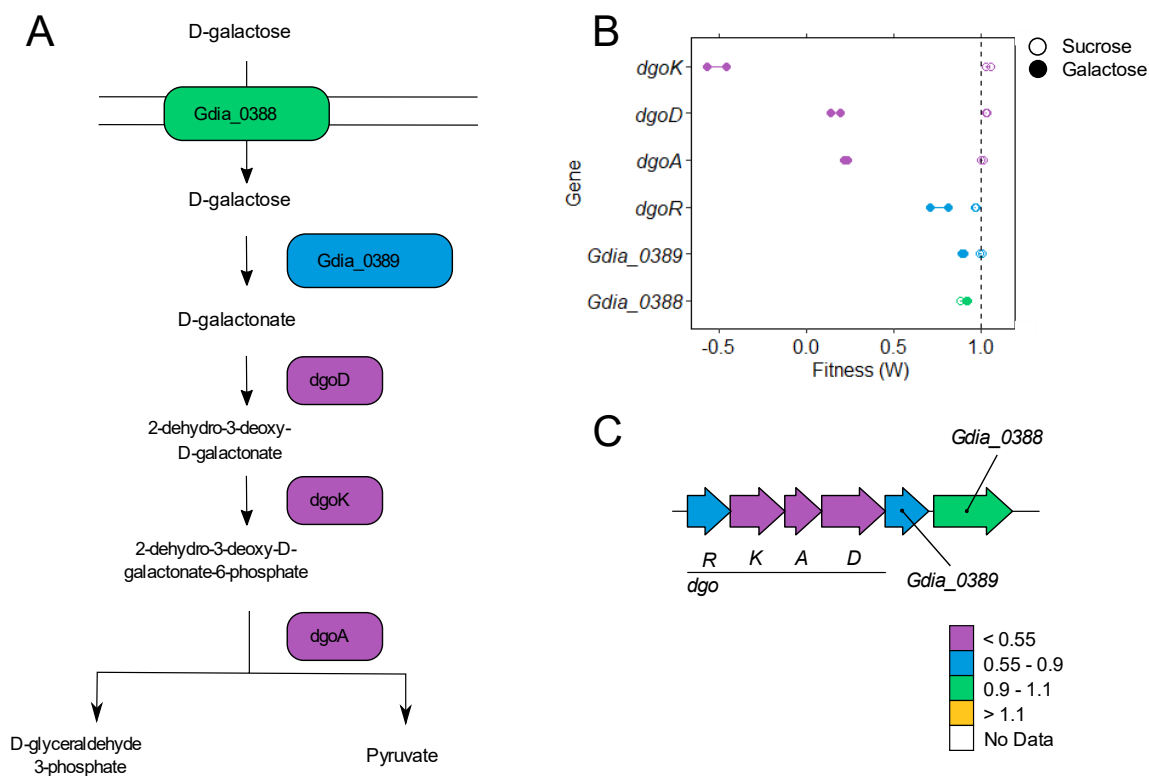 A
D-galactose
Gdia_0388
D-galactose
Gdia_0389
D-galactonate
dgoD
2-dehydro-3-deoxy-
D-galactonate
dgoK
2-dehydro-3-deoxy-D-
galactonate-6-phosphate
dgoA
D-glyceraldehyde
3-phosphate
Pyruvate
B
Sucrose
Galactose
Gene
dgoK
dgoD
dgoA
dgoR
Gdia_0389
Gdia_0388
-0.5 0.0 0.5 1.0
Fitness (W)
C
Gdia_0388
R K A D
dgo
Gdia_0389
< 0.55
0.55 - 0.9
0.9 - 1.1
> 1.1
No Data